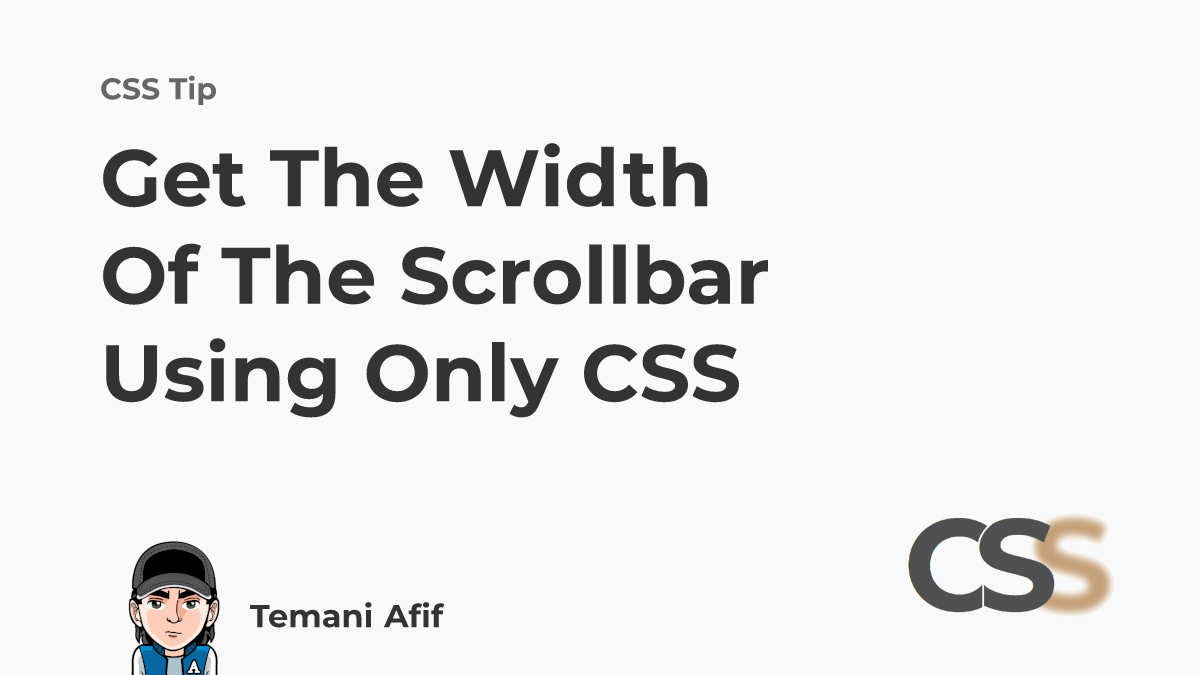 CSS Tip
Get The Width
Of The Scrollbar
Using Only CSS
A
Temani Afif
CSS